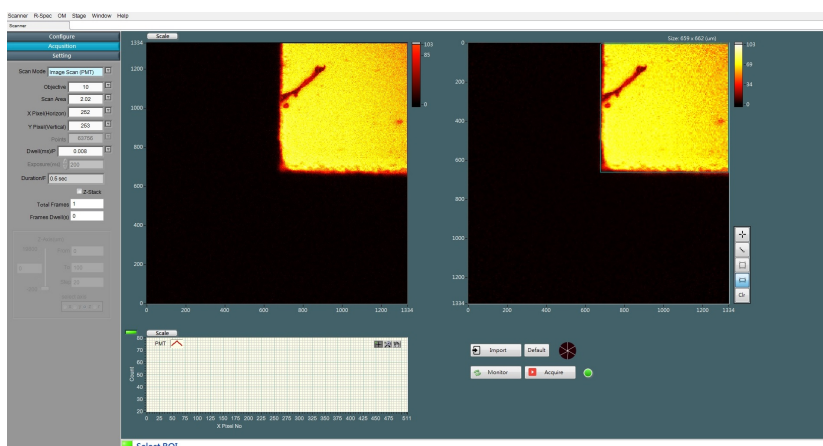 Scanner R-Spec OM Stage Window Help
Scanner
Configure
Acquisition
Setting
Scan Mode Image Scan (PMT)
Objective 10
Scan Area 2.02
X Pixel(Horizon) 252
Y Pixel(Vertical) 253
Points 63756
Dwell(ms)/P 0.008
Exposure(ms) 200
Duration/F 0.5 sec
Z-Stack
Total Frames 1
Frames Dwell(s) 0
Scale
1334
1200
1000
800
600
400
200
0
0 200 400 600 800 1000 1200 1334
103
85
0
Size: 659 x 662 (um)
0
200
400
600
800
1000
1200
1334
0 200 400 600 800 1000 1200 1334
103
69
34
0
Clr
Scale
PMT
Count
80
70
60
50
40
30
20
0 25 50 75 100 125 150 175 200 225 250 275 300 325 350 375 400 425 450 475 511
X Pixel No
Import Default
Monitor Acquire
Select ROI